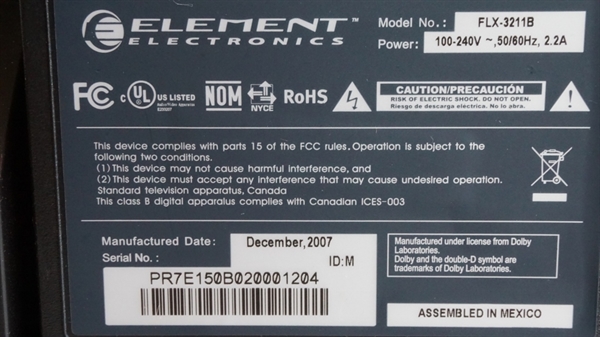 ELEMENT™
ELECTRONICS
Model No.: FLX-3211B
Power: 100-240V ~,50/60Hz, 2.2A
FC c UL US LISTED NOM NYCE RoHS
CAUTION/PRECAUCIÓN
RISK OF ELECTRIC SHOCK. DO NOT OPEN.
Riesgo de descarga eléctrica. No lo abra.
This device complies with parts 15 of the FCC rules. Operation is subject to the
following two conditions.
(1) This device may not cause harmful interference, and
(2) This device must accept any interference that may cause undesired operation.
Standard television apparatus, Canada
This class B digital apparatus complies with Canadian ICES-003
Manufactured Date: December,2007
Serial No.: ID:M
PR7E150B020001204
Manufactured under license from Dolby
Laboratories.
Dolby and the double-D symbol are
trademarks of Dolby Laboratories.
ASSEMBLED IN MEXICO